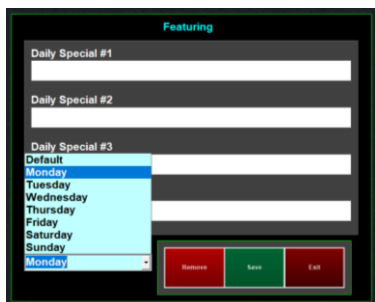 Featuring
Daily Special #1
Daily Special #2
Daily Special #3
Default
Monday
Tuesday
Wednesday
Thursday
Friday
Saturday
Sunday
Monday
Remove Save Exit